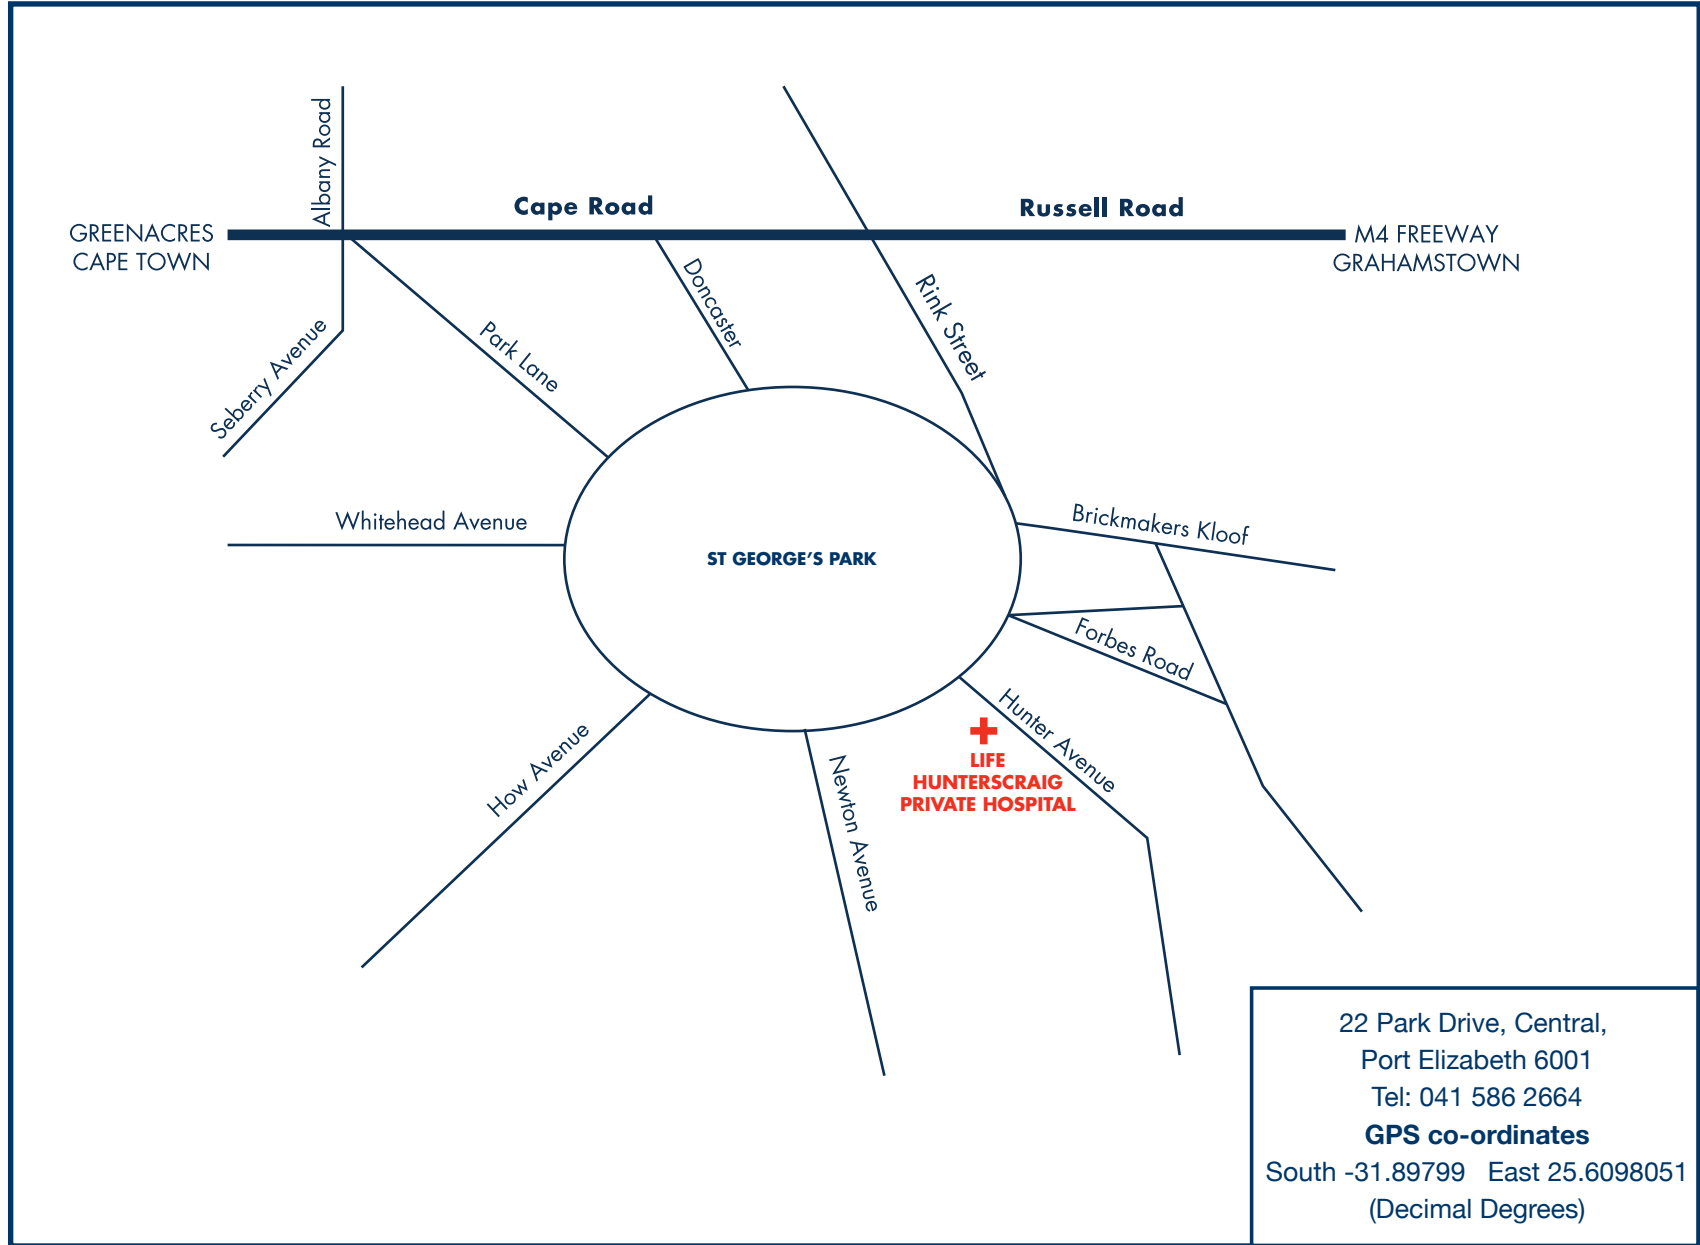 Albany Road
Cape Road
Russell Road
GREENACRES
CAPE TOWN
M4 FREEWAY
GRAHAMSTOWN
Doncaster
Rink Street
Seberry Avenue
Park Lane
Whitehead Avenue
Brickmakers Kloof
ST GEORGE'S PARK
Forbes Road
How Avenue
Newton Avenue
Hunter Avenue
LIFE
HUNTERSCRAIG
PRIVATE HOSPITAL
22 Park Drive, Central,
Port Elizabeth 6001
Tel: 041 586 2664
GPS co-ordinates
South -31.89799 East 25.6098051
(Decimal Degrees)